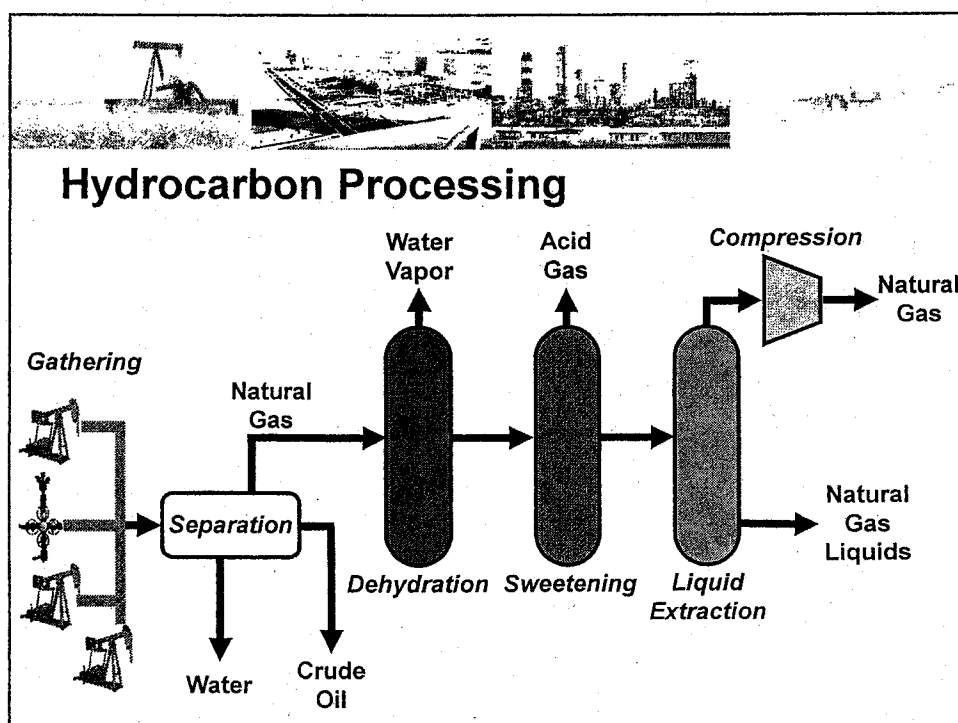 Hydrocarbon Processing
Water
Vapor
Acid
Gas
Compression
Natural
Gas
Gathering
Natural
Gas
Separation
Natural
Gas
Liquids
Dehydration
Sweetening
Liquid
Extraction
Water
Crude
Oil